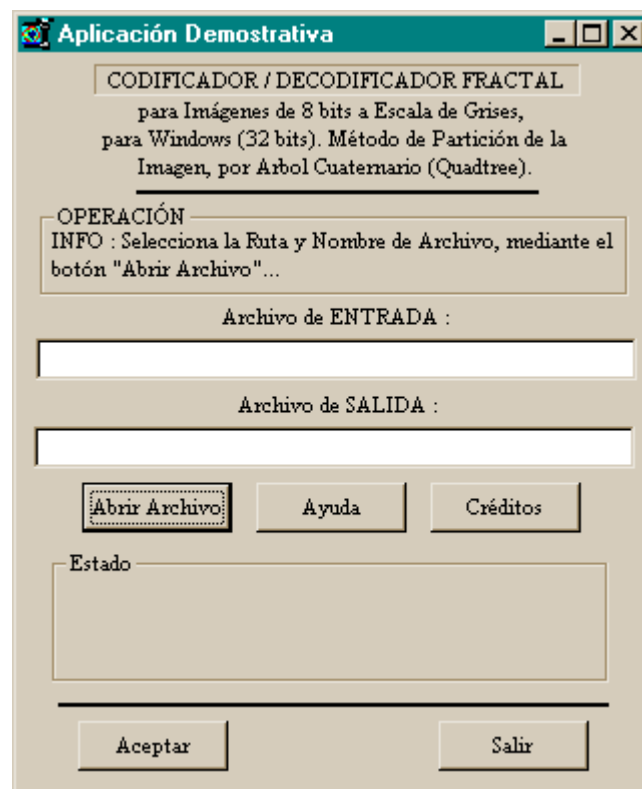 Aplicación Demostrativa
CODIFICADOR / DECODIFICADOR FRACTAL
para Imágenes de 8 bits a Escala de Grises,
para Windows (32 bits). Método de Partición de la
Imagen, por Arbol Cuaternario (Quadtree).
OPERACIÓN
INFO : Selecciona la Ruta y Nombre de Archivo, mediante el
botón "Abrir Archivo"...
Archivo de ENTRADA :
Archivo de SALIDA :
Abrir Archivo Ayuda Créditos
Estado
Aceptar Salir